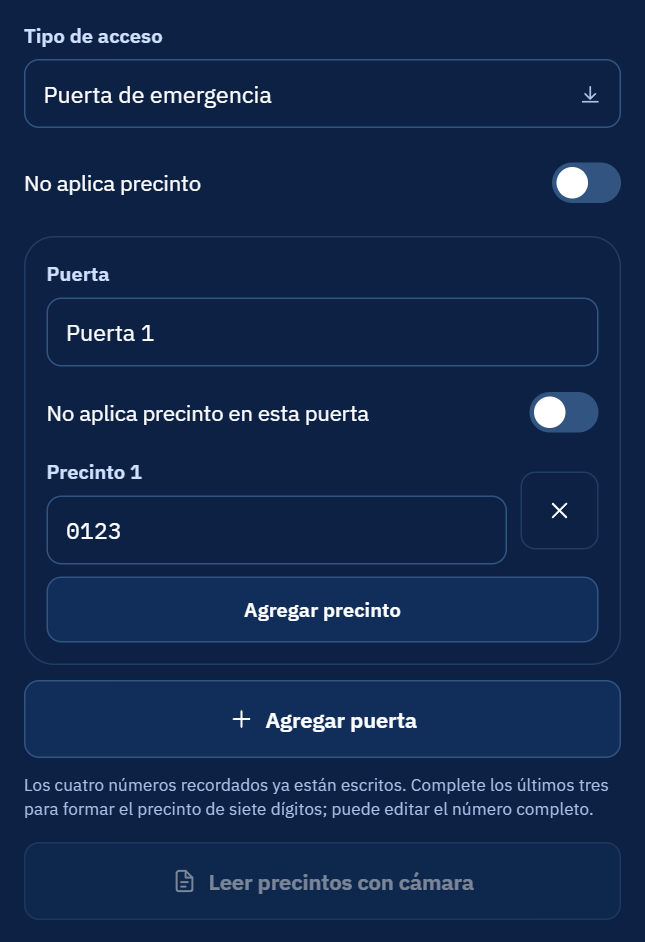 Tipo de acceso
Puerta de emergencia
No aplica precinto
Puerta
Puerta 1
No aplica precinto en esta puerta
Precinto 1
0123
Agregar precinto
Agregar puerta
Los cuatro números recordados ya están escritos. Complete los últimos tres
para formar el precinto de siete dígitos; puede editar el número completo.
Leer precintos con cámara